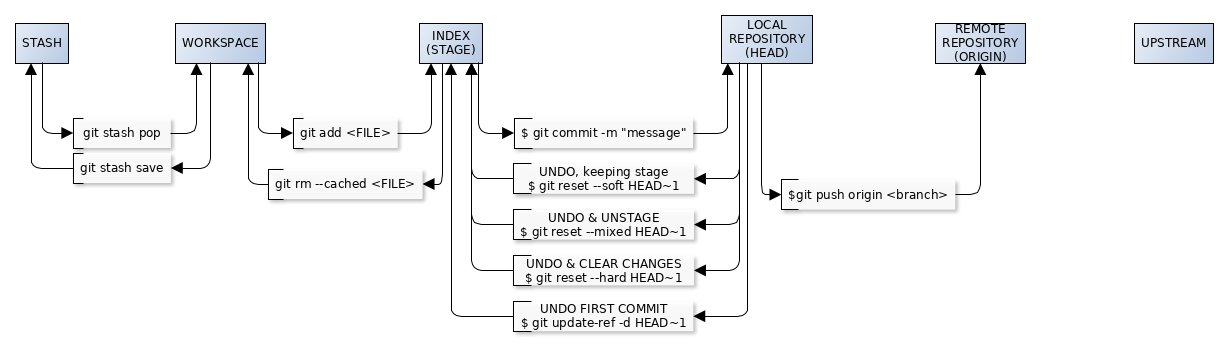 STASH
WORKSPACE
INDEX
(STAGE)
LOCAL
REPOSITORY
(HEAD)
REMOTE
REPOSITORY
(ORIGIN)
UPSTREAM
git stash pop
git stash save
git add <FILE>
git rm --cached <FILE>
$ git commit -m "message"
UNDO, keeping stage
$ git reset --soft HEAD~1
UNDO & UNSTAGE
$ git reset --mixed HEAD~1
UNDO & CLEAR CHANGES
$ git reset --hard HEAD~1
UNDO FIRST COMMIT
$ git update-ref -d HEAD~1
$git push origin <branch>